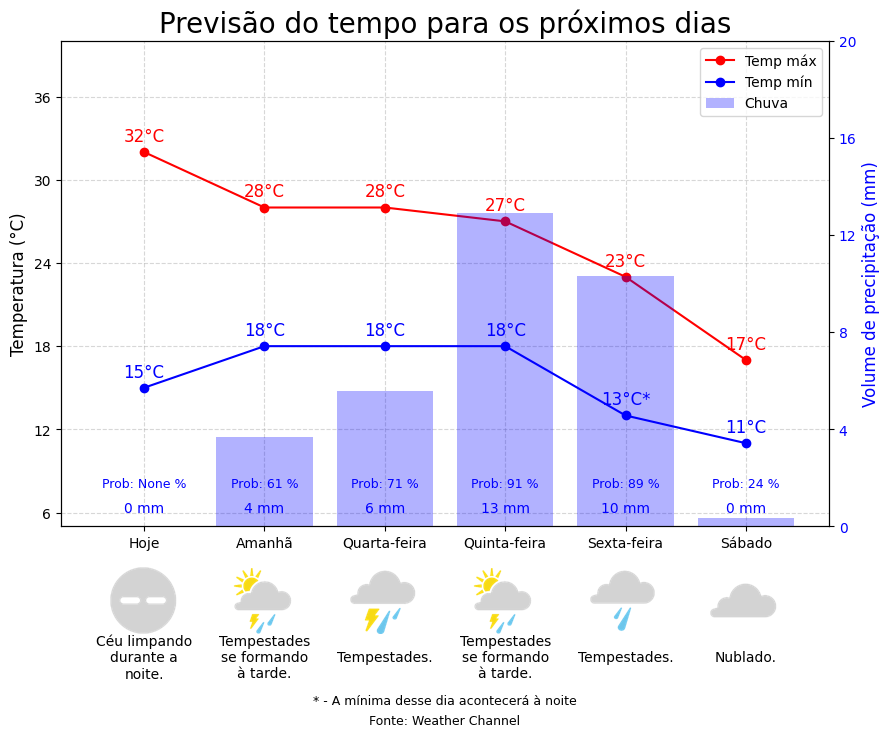 Previsão do tempo para os próximos dias
Temp máx
Temp mín
Chuva
Temperatura (°C)
36
30
24
18
12
6
20
16
12
8
4
0
Volume de precipitação (mm)
32°C
28°C
28°C
27°C
23°C
17°C
15°C
18°C
18°C
18°C
13°C*
11°C
Prob: None %
Prob: 61 %
Prob: 71 %
Prob: 91 %
Prob: 89 %
Prob: 24 %
0 mm
4 mm
6 mm
13 mm
10 mm
0 mm
Hoje
Amanhã
Quarta-feira
Quinta-feira
Sexta-feira
Sábado
Céu limpando
durante a
noite.
Tempestades
se formando
à tarde.
Tempestades.
Tempestades
se formando
à tarde.
Tempestades.
Nublado.
* - A mínima desse dia acontecerá à noite
Fonte: Weather Channel